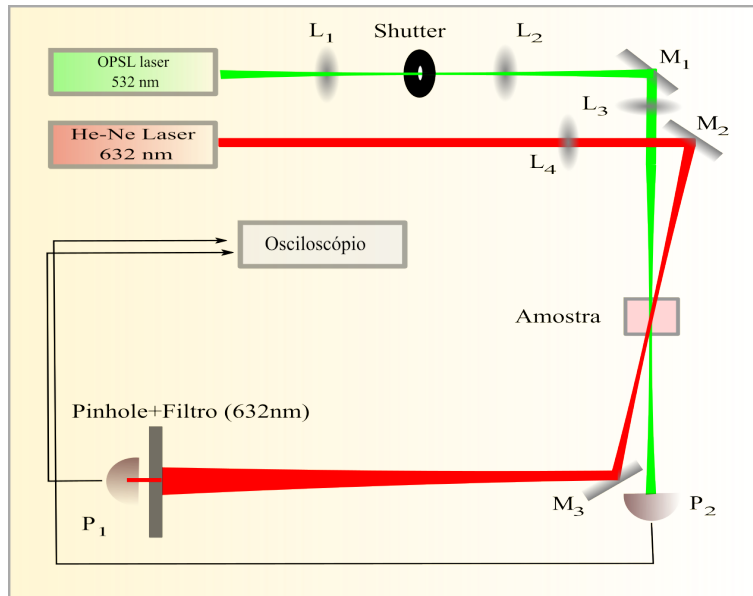 L₁
Shutter
L₂
OPSL laser
532 nm
M₁
L₃
M₂
He-Ne Laser
632 nm
L₄
Osciloscópio
Amostra
Pinhole+Filtro (632nm)
P₁
M₃
P₂